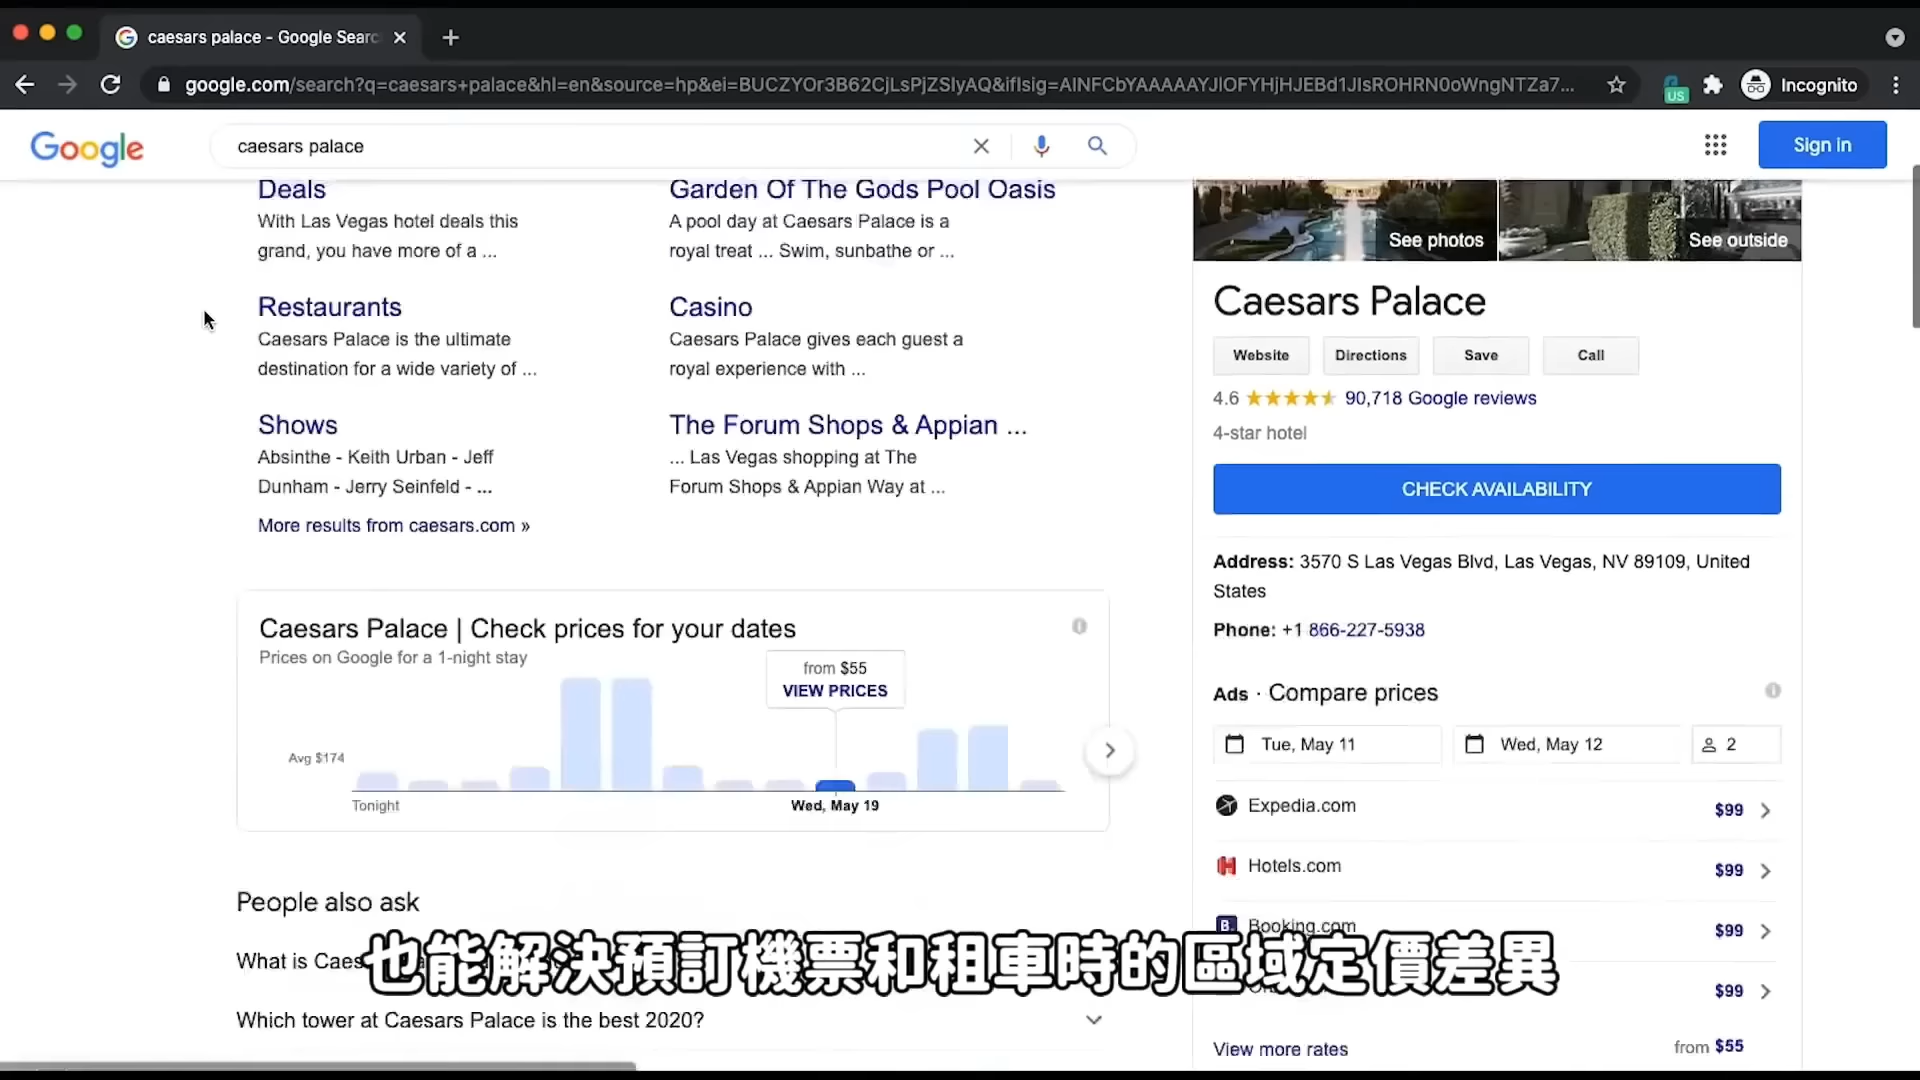 caesars palace - Google Searc
google.com/search?q=caesars+palace&hl=en&source=hp&ei=BUCZYOr3B62CjLsPjZSIyAQ&iflsig=AINFCbYAAAAAYJlOFYHjHJEBd1JIsROHRN0oWngNTZa7...
US
Incognito
Google
caesars palace
Sign in
Deals
With Las Vegas hotel deals this
grand, you have more of a ...
Garden Of The Gods Pool Oasis
A pool day at Caesars Palace is a
royal treat ... Swim, sunbathe or ...
Restaurants
Caesars Palace is the ultimate
destination for a wide variety of ...
Casino
Caesars Palace gives each guest a
royal experience with ...
Shows
Absinthe - Keith Urban - Jeff
Dunham - Jerry Seinfeld - ...
The Forum Shops & Appian ...
... Las Vegas shopping at The
Forum Shops & Appian Way at ...
More results from caesars.com »
Caesars Palace | Check prices for your dates
Prices on Google for a 1-night stay
from $55
VIEW PRICES
Avg $174
Tonight
Wed, May 19
People also ask
What is Caes
Which tower at Caesars Palace is the best 2020?
See photos
See outside
Caesars Palace
Website
Directions
Save
Call
4.6
90,718 Google reviews
4-star hotel
CHECK AVAILABILITY
Address: 3570 S Las Vegas Blvd, Las Vegas, NV 89109, United
States
Phone: +1 866-227-5938
Ads · Compare prices
Tue, May 11
Wed, May 12
2
Expedia.com
$99
Hotels.com
$99
B.
Booking.com
$99
$99
View more rates
from $55
也能解決預訂機票和租車時的區域定價差異